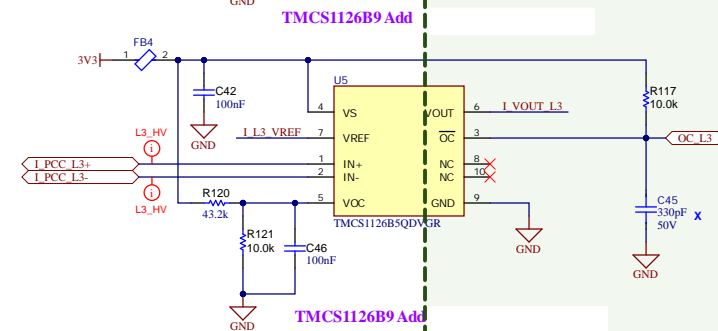 GND
TMCS1126B9 Add
FB4
3V3
1
2
C42
100nF
U5
R117
10.0k
4
VS
VOUT
6
I_VOUT_L3
L3_HV
I_L3_VREF
7
VREF
OC
3
OC_L3
GND
i
I_PCC_L3+
1
IN+
NC
8
I_PCC_L3-
2
IN-
NC
10
i
R120
43.2k
5
VOC
GND
9
C45
330pF
50V
X
L3_HV
TMCS1126B5QDVGR
R121
10.0k
C46
100nF
GND
GND
TMCS1126B9 Add
GND